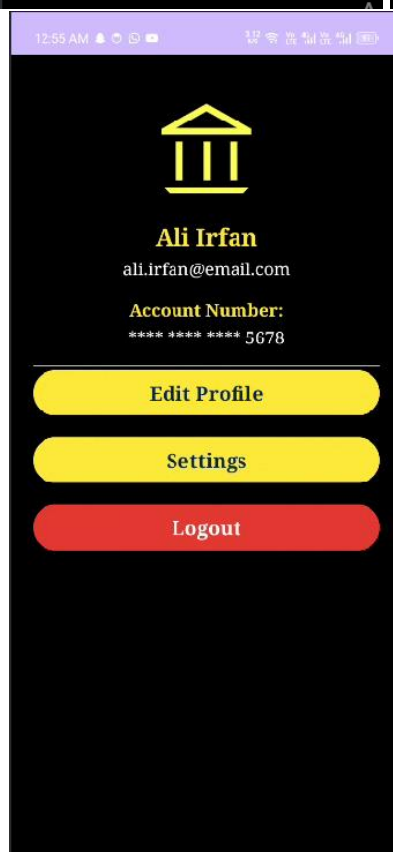 12:55 AM
Ali Irfan
ali.irfan@email.com
Account Number:
**** **** **** 5678
Edit Profile
Settings
Logout